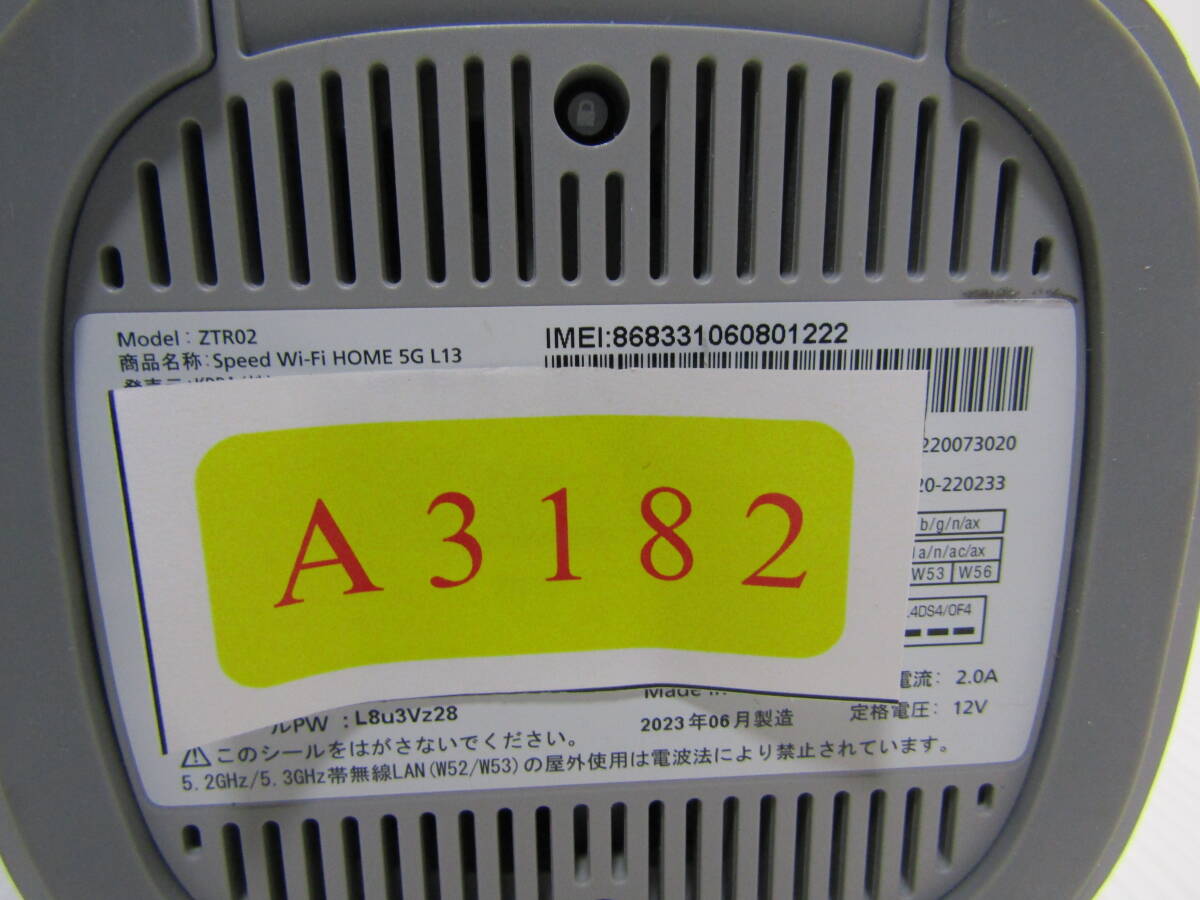 Model : ZTR02
商品名称:Speed Wi-Fi HOME 5G L13
IMEI:868331060801222
220073020
20-220233
b/g/n/ax
a/n/ac/ax
W53 W56
4DS4/OF4
A3182
電流: 2.0A
Made in
ルPW :L8u3Vz28
2023年06月製造
定格電圧: 12V
このシールをはがさないでください。
5.2GHz/5.3GHz帯無線LAN(W52/W53)の屋外使用は電波法により禁止されています。